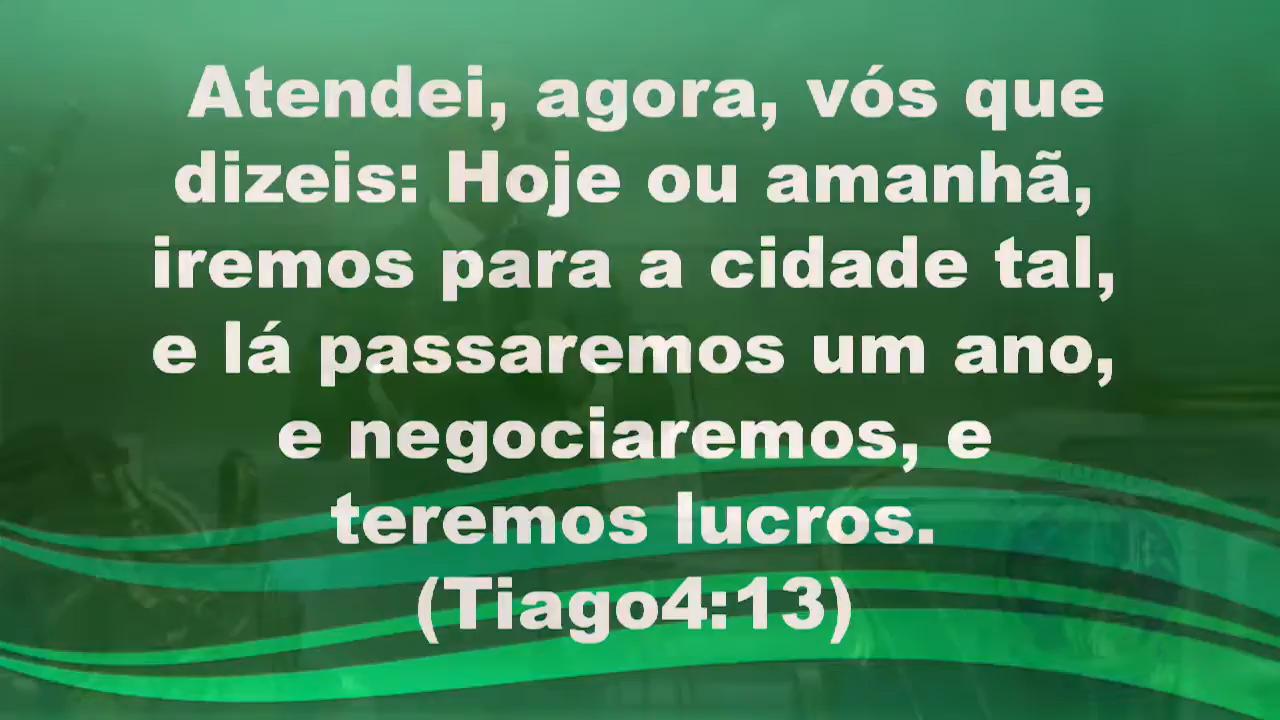 Atendei, agora, vós que
dizeis: Hoje ou amanhã,
iremos para a cidade tal,
e lá passaremos um ano,
e negociaremos, e
teremos lucros.
(Tiago4:13)